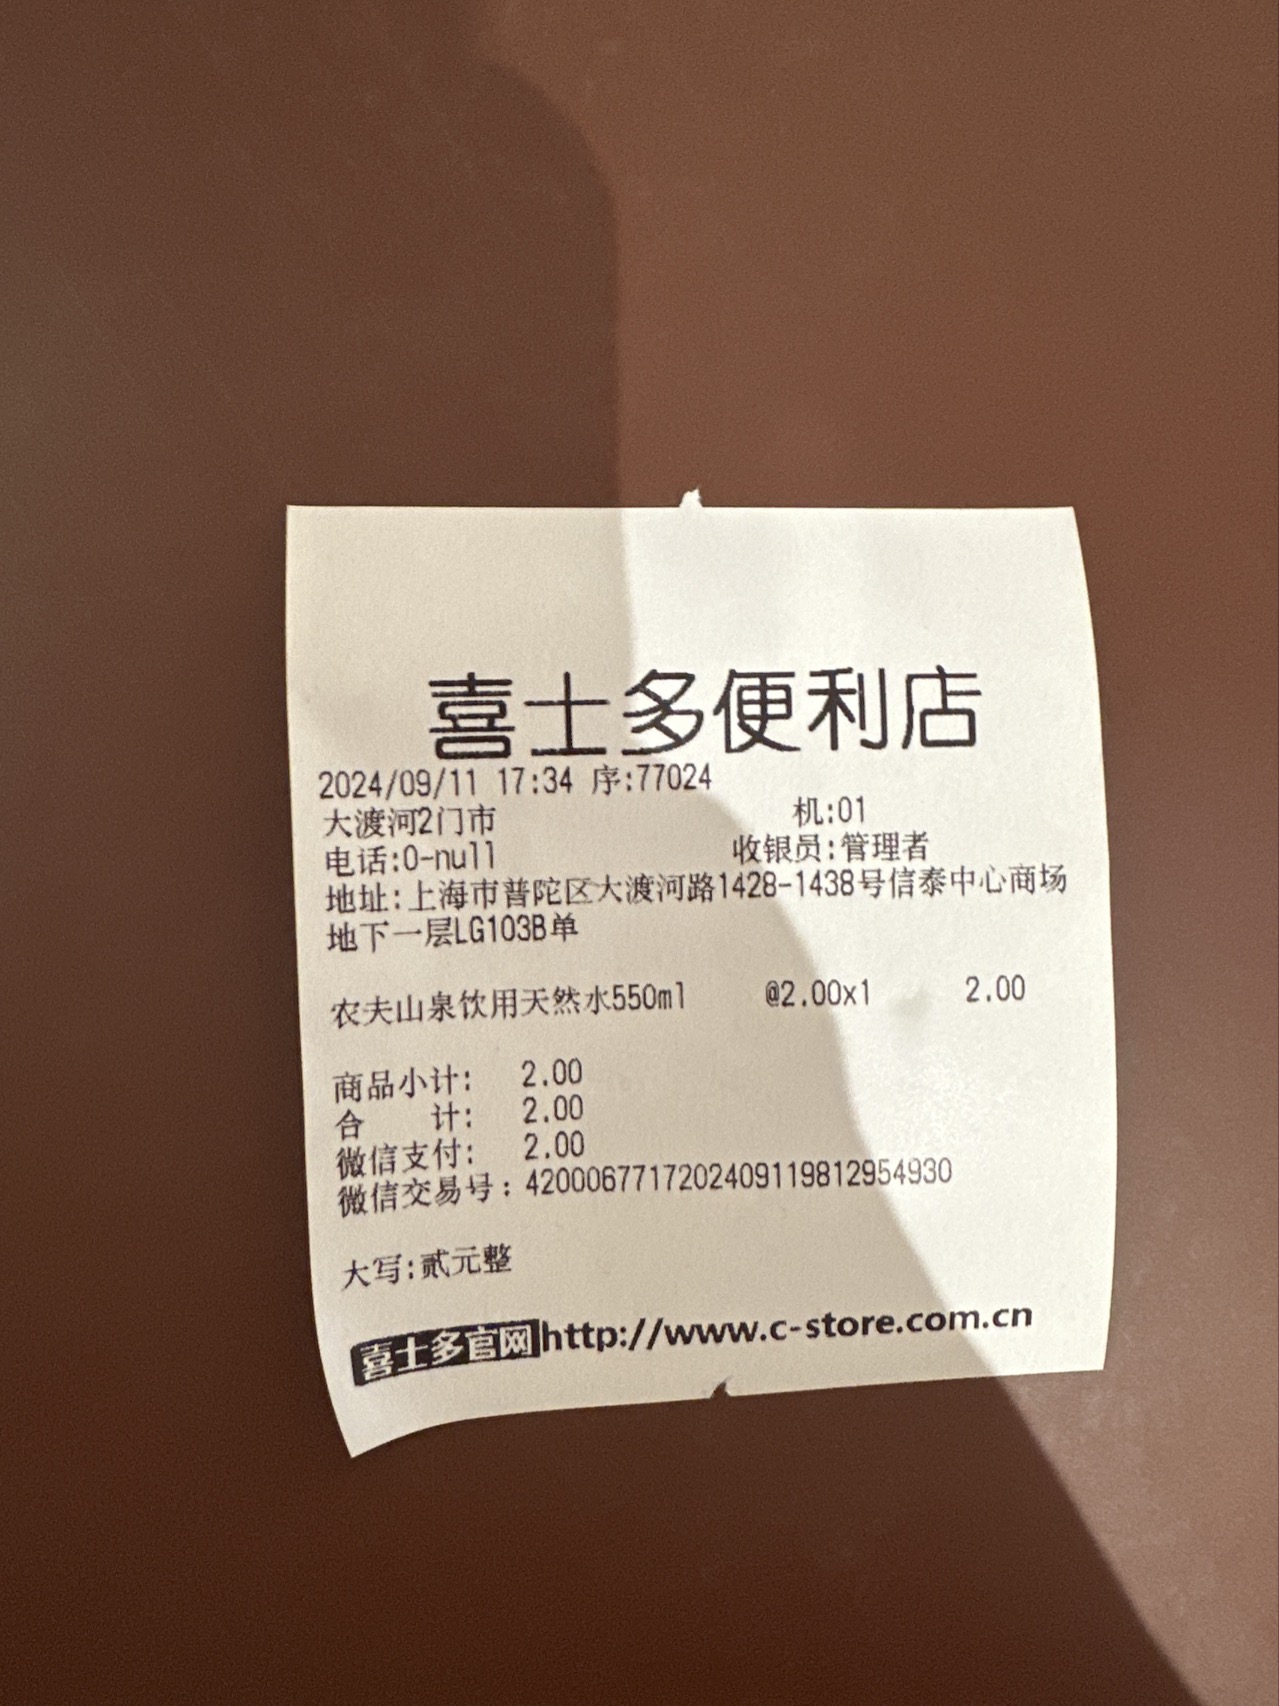 喜士多便利店
2024/09/11 17:34 序:77024
大渡河2门市 机:01
电话:0-null 收银员:管理者
地址:上海市普陀区大渡河路1428-1438号信泰中心商场
地下一层LG103B单
农夫山泉饮用天然水550ml @2.00x1 2.00
商品小计: 2.00
合 计: 2.00
微信支付: 2.00
微信交易号:4200067717202409119812954930
大写:贰元整
喜士多官网http://www.c-store.com.cn